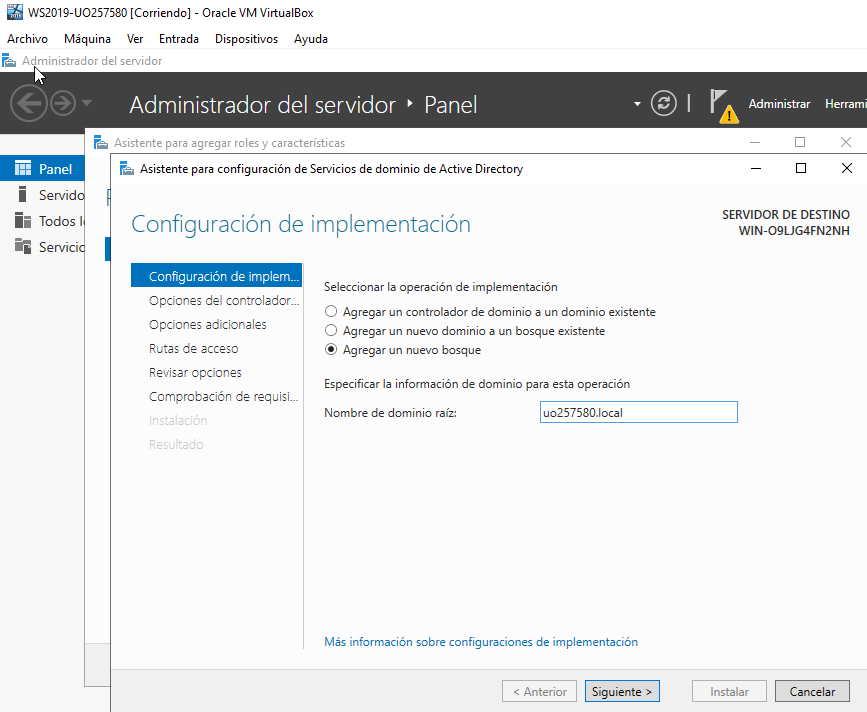 WS2019-UO257580 [Corriendo] - Oracle VM VirtualBox
Archivo Máquina Ver Entrada Dispositivos Ayuda
Administrador del servidor
Administrador del servidor Panel
Administrar Herrami
Asistente para agregar roles y características
Panel
Servido
Todos l
Servicio
Asistente para configuración de Servicios de dominio de Active Directory
Configuración de implementación
SERVIDOR DE DESTINO
WIN-O9LJG4FN2NH
Configuración de implem...
Opciones del controlador...
Opciones adicionales
Rutas de acceso
Revisar opciones
Comprobación de requisi...
Instalación
Resultado
Seleccionar la operación de implementación
Agregar un controlador de dominio a un dominio existente
Agregar un nuevo dominio a un bosque existente
Agregar un nuevo bosque
Especificar la información de dominio para esta operación
Nombre de dominio raíz: uo257580.local
Más información sobre configuraciones de implementación
< Anterior Siguiente > Instalar Cancelar